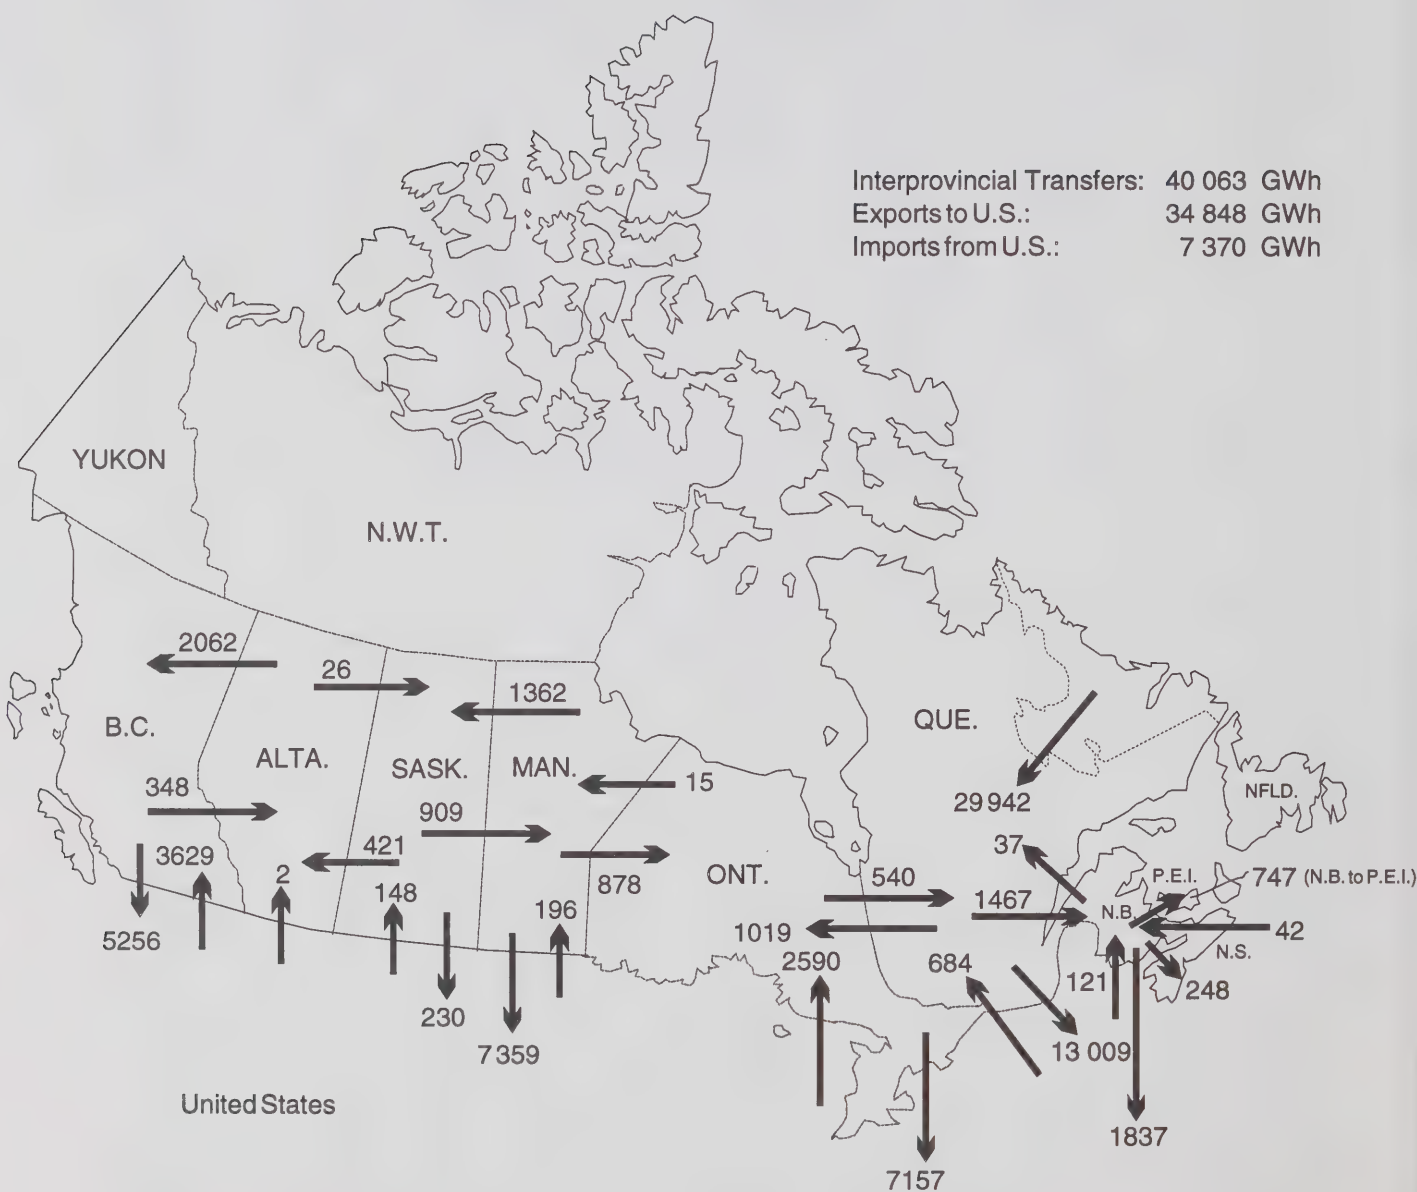 Interprovincial Transfers: 40 063 GWh
Exports to U.S.: 34 848 GWh
Imports from U.S.: 7 370 GWh
YUKON
N.W.T.
2062
26
1362
B.C.
QUE.
ALTA.
SASK.
MAN.
15
348
909
29 942
NFLD.
3629
2
421
148
878
ONT.
540
37
P.E.I.
747 (N.B. to P.E.I.)
1467
N.B.
196
5256
1019
42
N.S.
2590
684
121
248
230
7 359
13 009
United States
1837
7157